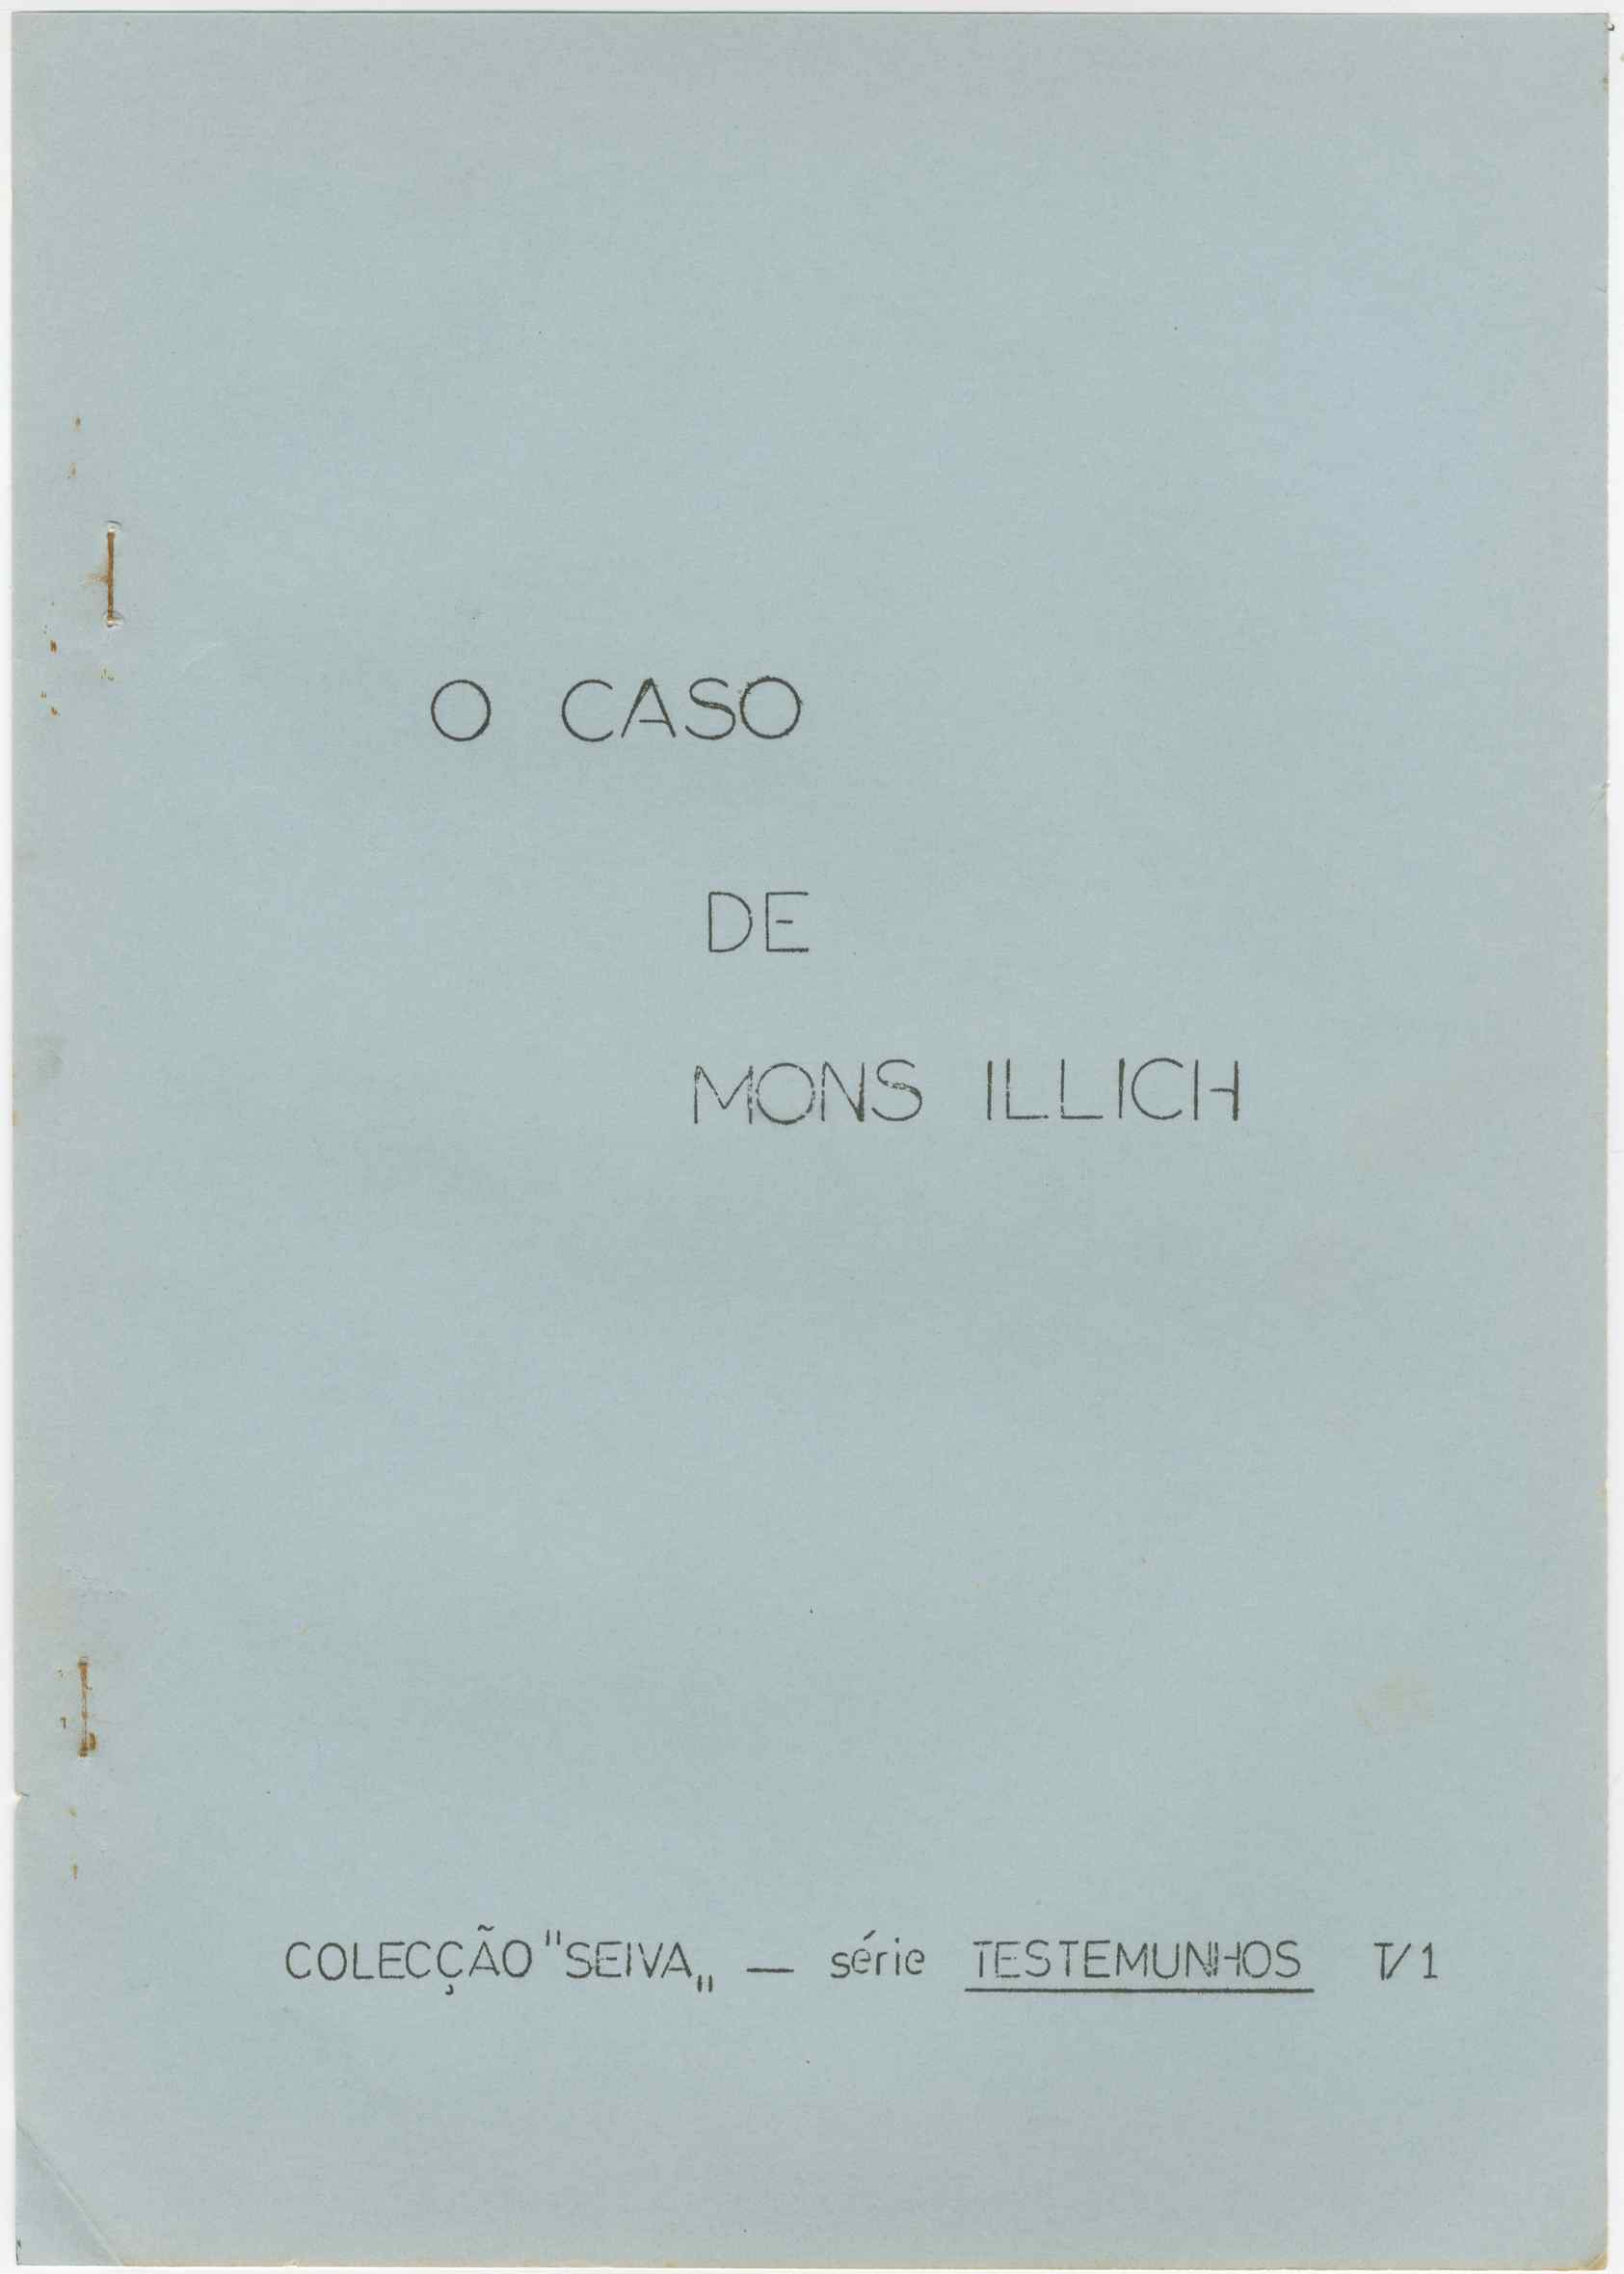 O CASO
DE
MONS ILLICH
COLECÇÃO "SEIVA„ — série TESTEMUNHOS T/1